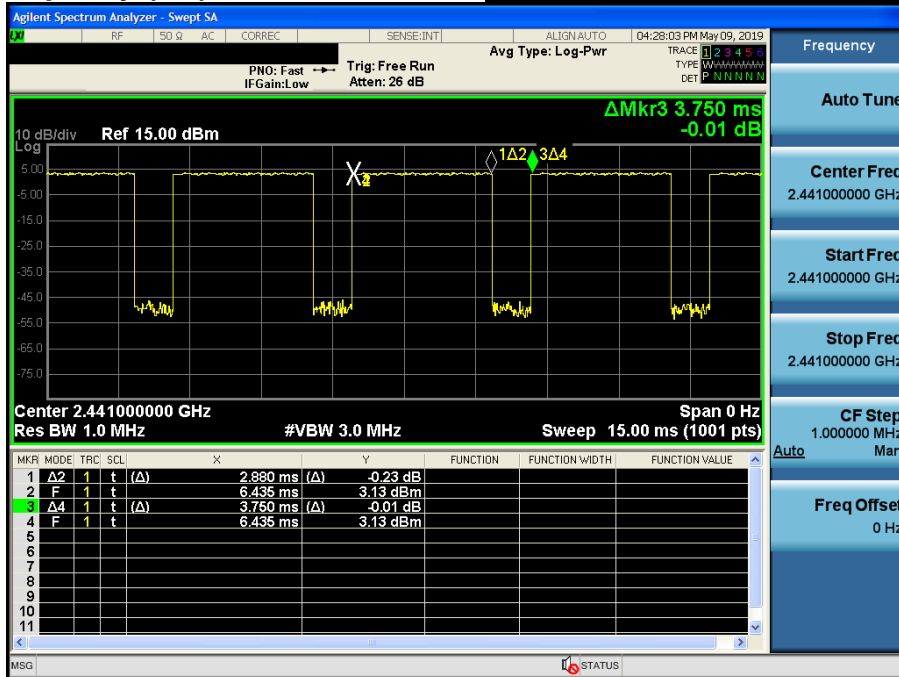 Agilent Spectrum Analyzer - Swept SA
LXI RF 50 Ω AC CORREC SENSE:INT ALIGN AUTO 04:28:03 PM May 09, 2019
Avg Type: Log-Pwr TRACE 1 2 3 4 5 6
PNO: Fast Trig: Free Run TYPE WWWWWW
IFGain:Low Atten: 26 dB DET P N N N N N
ΔMkr3 3.750 ms
10 dB/div Ref 15.00 dBm -0.01 dB
Log
1Δ2 3Δ4
5.00
-5.00
-15.0
-25.0
-35.0
-45.0
-55.0
-65.0
-75.0
Center 2.441000000 GHz Span 0 Hz
Res BW 1.0 MHz #VBW 3.0 MHz Sweep 15.00 ms (1001 pts)
MKR MODE TRC SCL X Y FUNCTION FUNCTION WIDTH FUNCTION VALUE
1 Δ2 1 t (Δ) 2.880 ms (Δ) -0.23 dB
2 F 1 t 6.435 ms 3.13 dBm
3 Δ4 1 t (Δ) 3.750 ms (Δ) -0.01 dB
4 F 1 t 6.435 ms 3.13 dBm
5
6
7
8
9
10
11
MSG STATUS
Frequency
Auto Tune
Center Freq
2.441000000 GHz
Start Freq
2.441000000 GHz
Stop Freq
2.441000000 GHz
CF Step
1.000000 MHz
Auto Man
Freq Offset
0 Hz